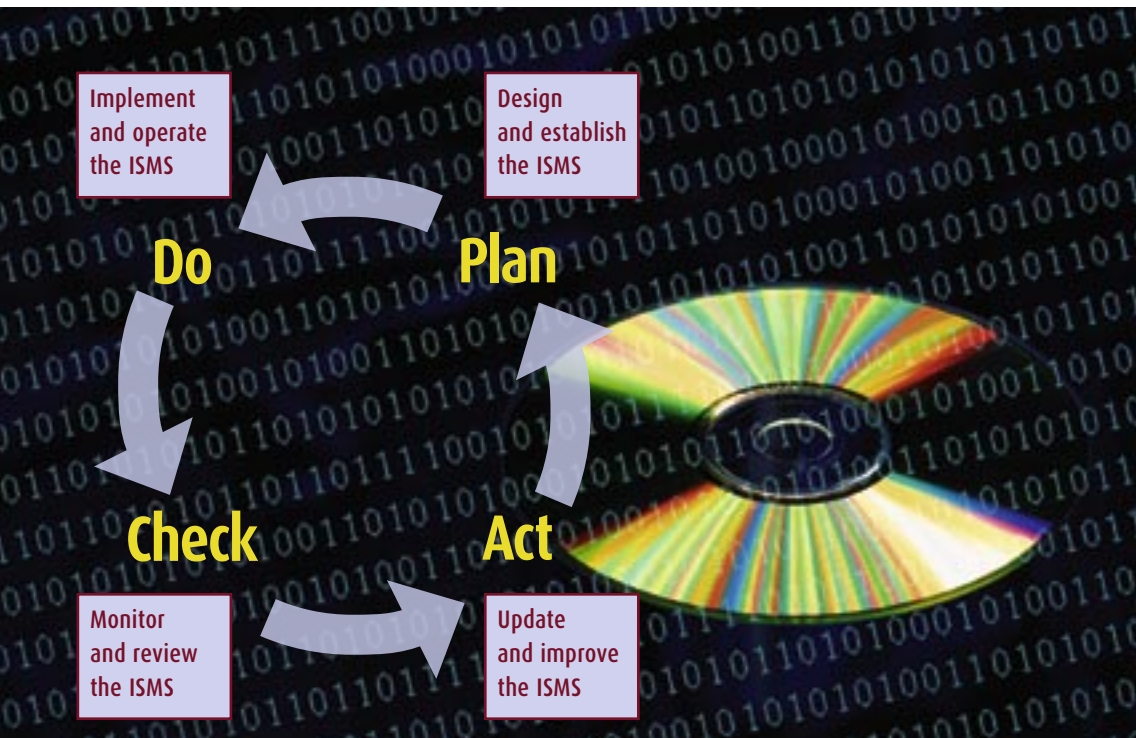 Implement
and operate
the ISMS
Design
and establish
the ISMS
Do
Plan
Check
Act
Monitor
and review
the ISMS
Update
and improve
the ISMS